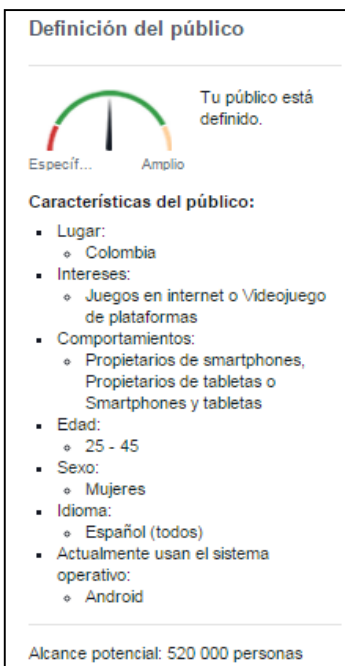 Definición del público
Tu público está
definido.
Específ...
Amplio
Características del público:
Lugar:
Colombia
Intereses:
Juegos en internet o Videojuego
de plataformas
Comportamientos:
Propietarios de smartphones,
Propietarios de tabletas o
Smartphones y tabletas
Edad:
25 - 45
Sexo:
Mujeres
Idioma:
Español (todos)
Actualmente usan el sistema
operativo:
Android
Alcance potencial: 520 000 personas